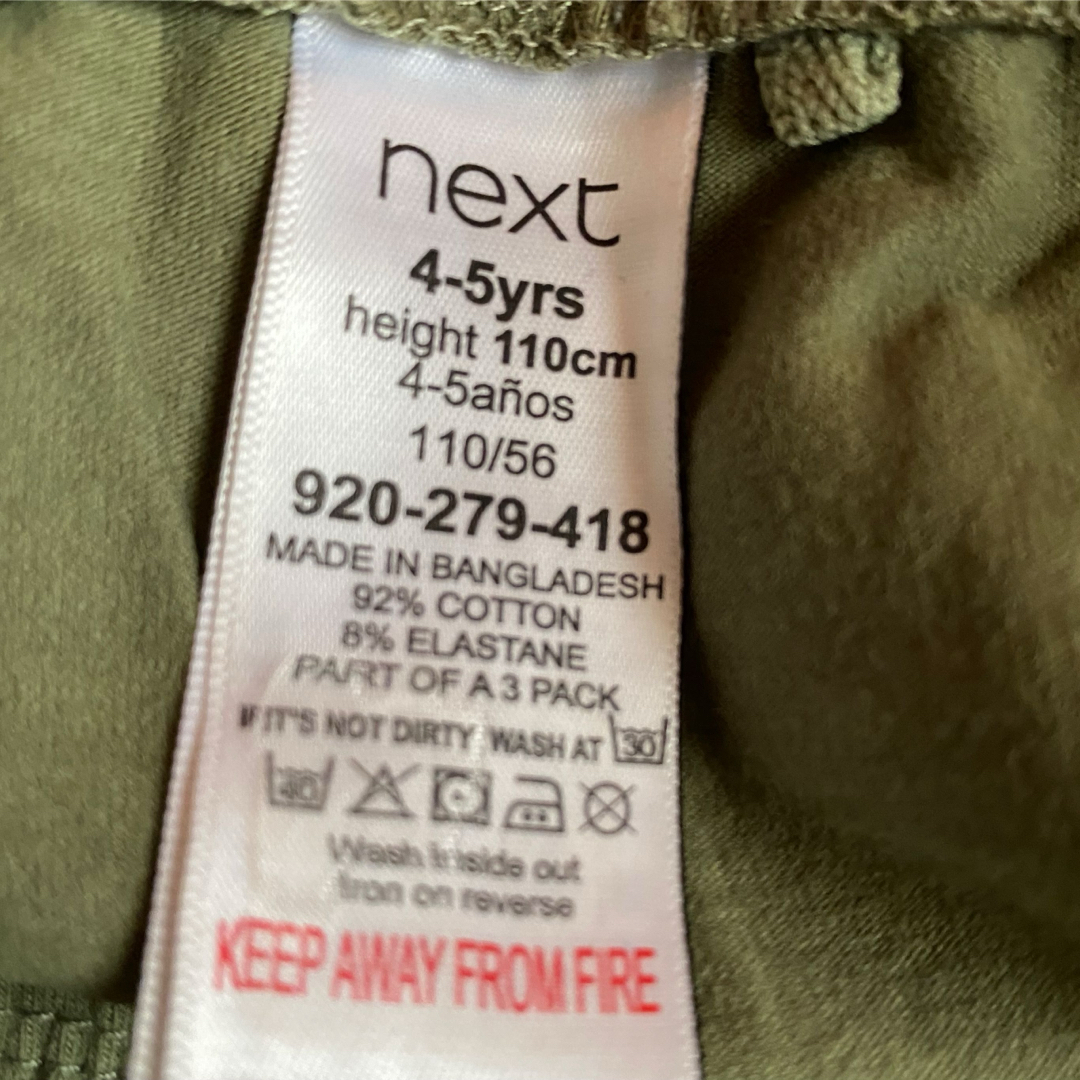 next
4-5yrs
height 110cm
4-5años
110/56
920-279-418
MADE IN BANGLADESH
92% COTTON
8% ELASTANE
PART OF A 3 PACK
IF IT'S NOT DIRTY WASH AT 30
40
Wash inside out
Iron on reverse
KEEP AWAY FROM FIRE